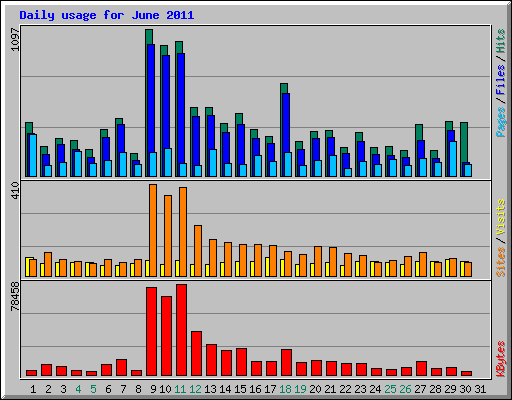 Daily usage for June 2011
1097
Pages / Files / Hits
410
Sites / Visits
78458
KBytes
1 2 3 4 5 6 7 8 9 10 11 12 13 14 15 16 17 18 19 20 21 22 23 24 25 26 27 28 29 30 31